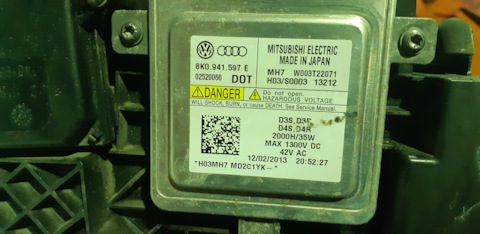 MITSUBISHI ELECTRIC
MADE IN JAPAN
8K0.941.597 E
MH7 W003T22071
02520066 DOT
H03/S0003 13212
DANGER
Do not open.
HAZARDOUS VOLTAGE
WILL SHOCK, BURN, or cause DEATH. See Service Manual.
D3S,D3R
D4S,D4R
2000H/35W
MAX 1300V DC
42V AC
12/02/2013 20:52:27
*H03MH7 MD2C1YK-*